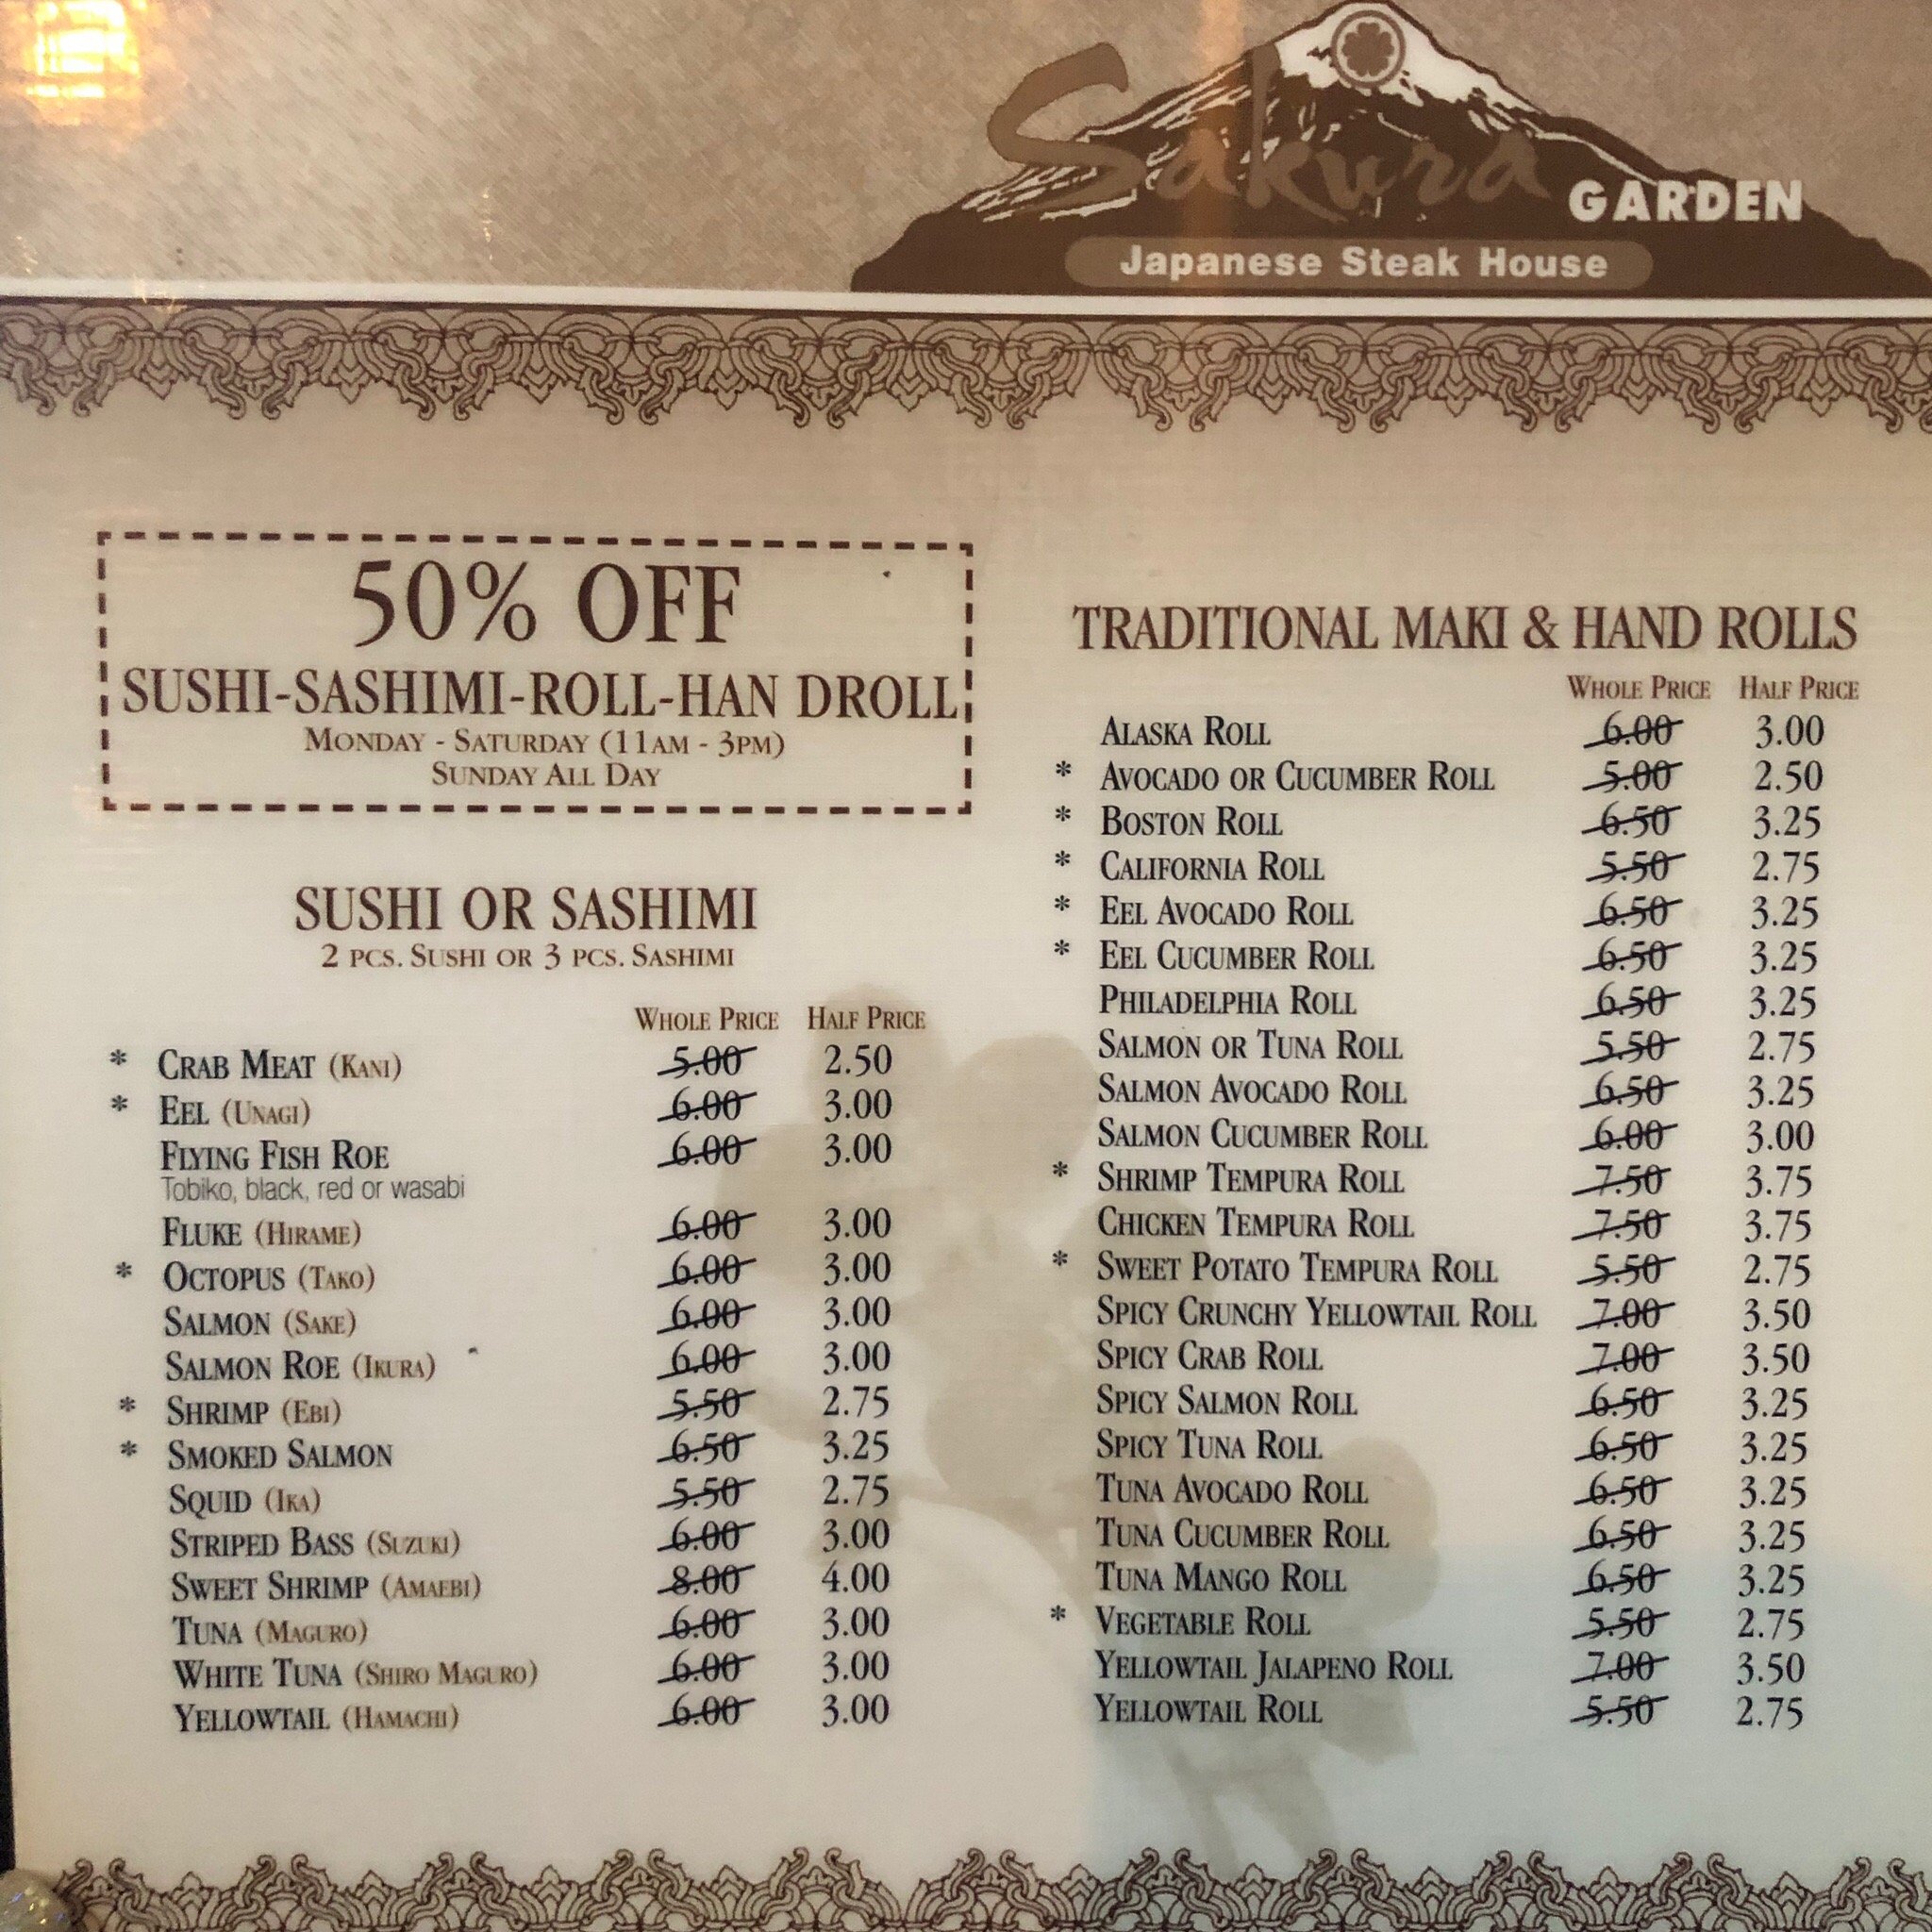 Sakura GARDEN
Japanese Steak House
50% OFF
SUSHI-SASHIMI-ROLL-HAN DROLL
MONDAY - SATURDAY (11AM - 3PM)
SUNDAY ALL DAY
SUSHI OR SASHIMI
2 PCS. SUSHI OR 3 PCS. SASHIMI
WHOLE PRICE HALF PRICE
* CRAB MEAT (KANI) 5.00 2.50
* EEL (UNAGI) 6.00 3.00
FLYING FISH ROE 6.00 3.00
Tobiko, black, red or wasabi
FLUKE (HIRAME) 6.00 3.00
* OCTOPUS (TAKO) 6.00 3.00
SALMON (SAKE) 6.00 3.00
SALMON ROE (IKURA) 6.00 3.00
* SHRIMP (EBI) 5.50 2.75
* SMOKED SALMON 6.50 3.25
SQUID (IKA) 5.50 2.75
STRIPED BASS (SUZUKI) 6.00 3.00
SWEET SHRIMP (AMAEBI) 8.00 4.00
TUNA (MAGURO) 6.00 3.00
WHITE TUNA (SHIRO MAGURO) 6.00 3.00
YELLOWTAIL (HAMACHI) 6.00 3.00
TRADITIONAL MAKI & HAND ROLLS
WHOLE PRICE HALF PRICE
ALASKA ROLL 6.00 3.00
* AVOCADO OR CUCUMBER ROLL 5.00 2.50
* BOSTON ROLL 6.50 3.25
* CALIFORNIA ROLL 5.50 2.75
* EEL AVOCADO ROLL 6.50 3.25
* EEL CUCUMBER ROLL 6.50 3.25
PHILADELPHIA ROLL 6.50 3.25
SALMON OR TUNA ROLL 5.50 2.75
SALMON AVOCADO ROLL 6.50 3.25
SALMON CUCUMBER ROLL 6.00 3.00
* SHRIMP TEMPURA ROLL 7.50 3.75
CHICKEN TEMPURA ROLL 7.50 3.75
* SWEET POTATO TEMPURA ROLL 5.50 2.75
SPICY CRUNCHY YELLOWTAIL ROLL 7.00 3.50
SPICY CRAB ROLL 7.00 3.50
SPICY SALMON ROLL 6.50 3.25
SPICY TUNA ROLL 6.50 3.25
TUNA AVOCADO ROLL 6.50 3.25
TUNA CUCUMBER ROLL 6.50 3.25
TUNA MANGO ROLL 6.50 3.25
* VEGETABLE ROLL 5.50 2.75
YELLOWTAIL JALAPENO ROLL 7.00 3.50
YELLOWTAIL ROLL 5.50 2.75